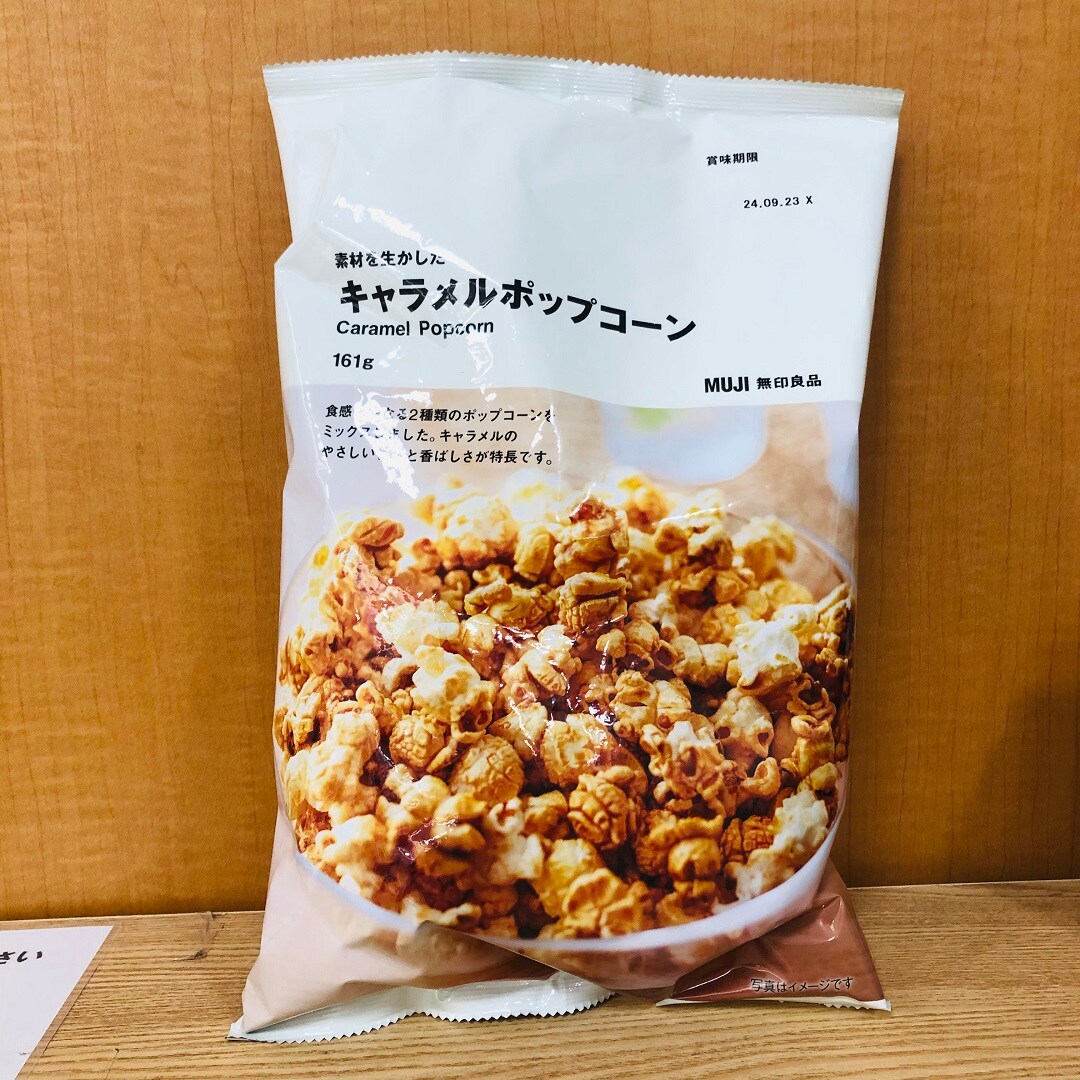 賞味期限
24.09.23 X
素材を生かした
キャラメルポップコーン
Caramel Popcorn
161g
MUJI 無印良品
食感 る2種類のポップコーンを
ミックスしました。キャラメルの
やさしい と香ばしさが特長です。
写真はイメージです